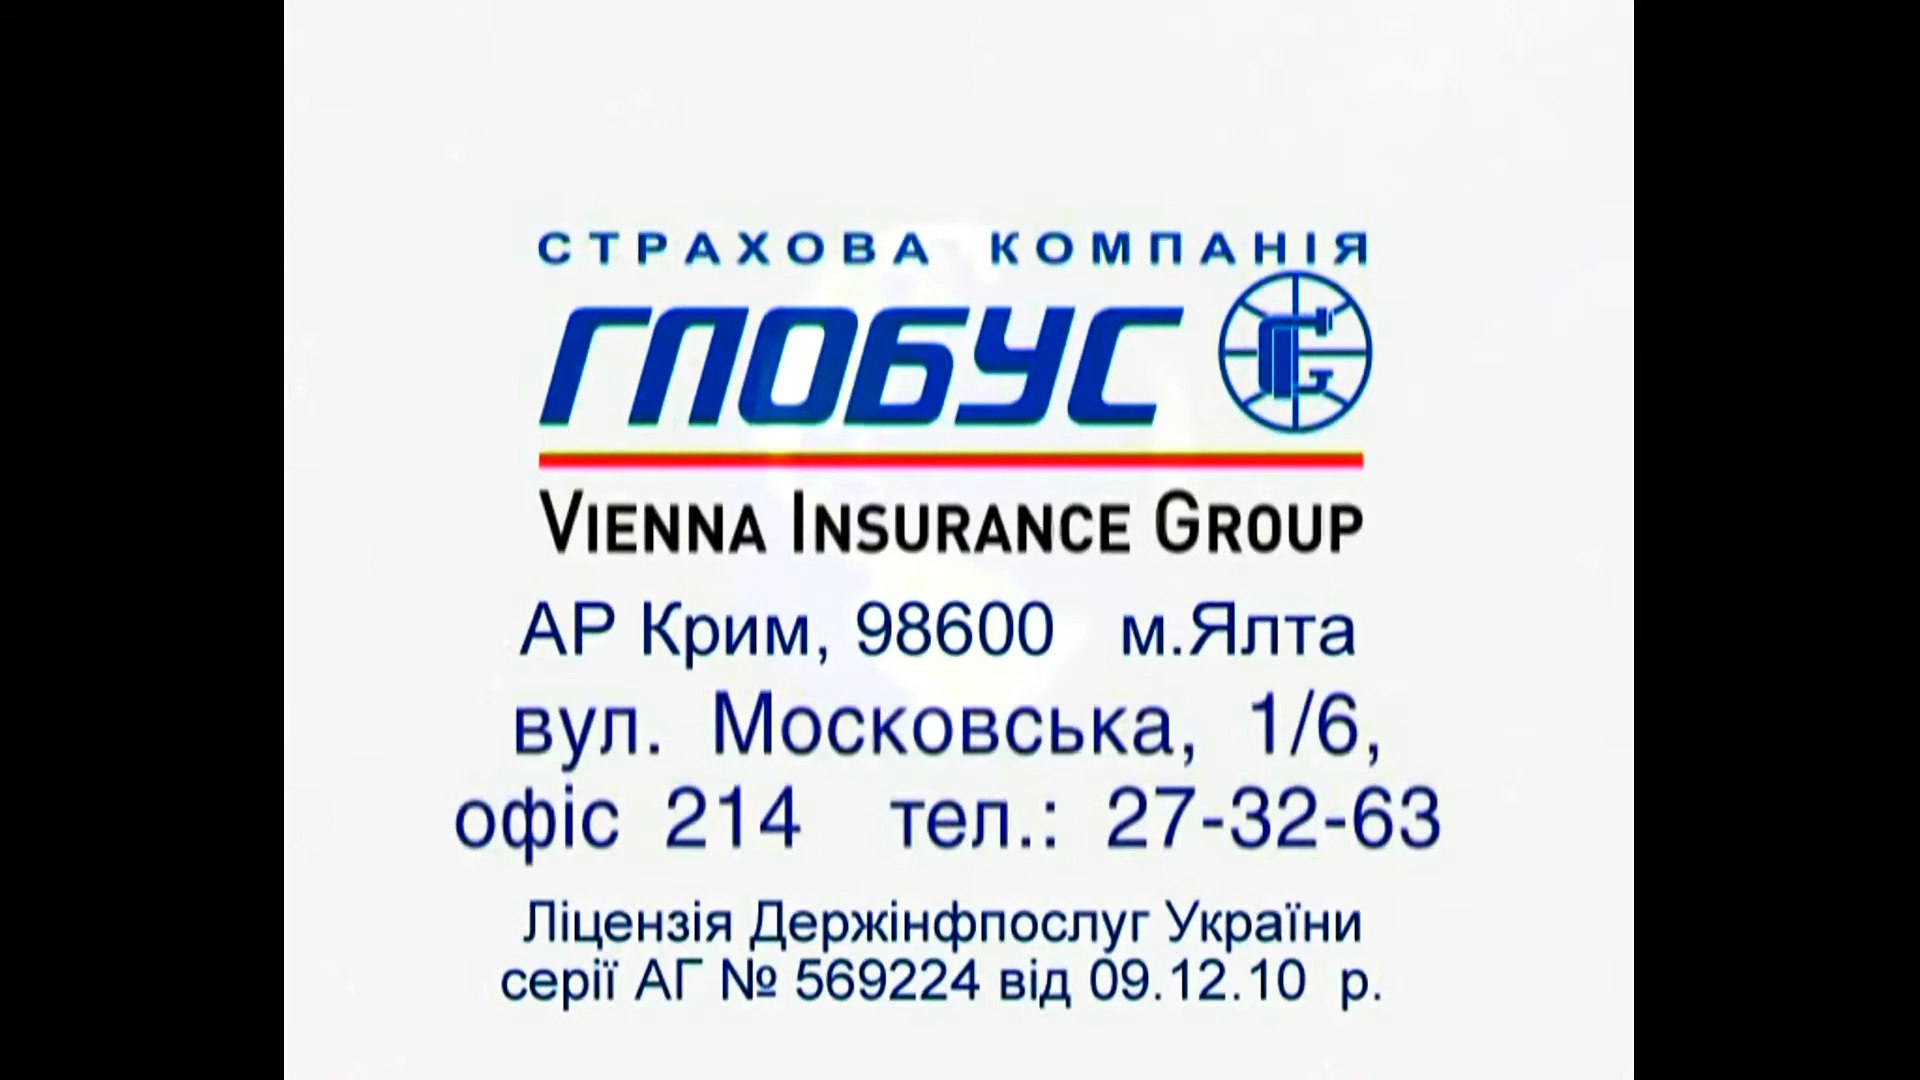 СТРАХОВА КОМПАНІЯ
ГЛОБУС
VIENNA INSURANCE GROUP
АР Крим, 98600 м.Ялта
вул. Московська, 1/6,
офіс 214 тел.: 27-32-63
Ліцензія Держінфпослуг України
серії АГ № 569224 від 09.12.10 р.